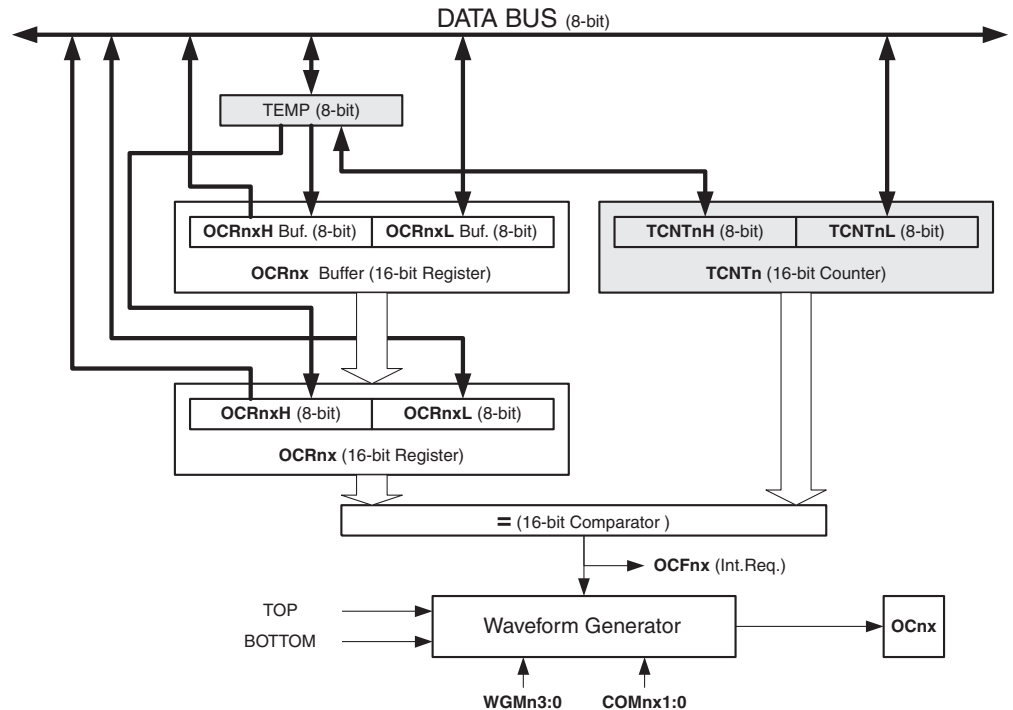 DATA BUS (8-bit)
TEMP (8-bit)
OCRnxH Buf. (8-bit)
OCRnxL Buf. (8-bit)
TCNTnH (8-bit)
TCNTnL (8-bit)
OCRnx Buffer (16-bit Register)
TCNTn (16-bit Counter)
OCRnxH (8-bit)
OCRnxL (8-bit)
OCRnx (16-bit Register)
= (16-bit Comparator )
OCFnx (Int.Req.)
TOP
BOTTOM
Waveform Generator
OCnx
WGMn3:0
COMnx1:0